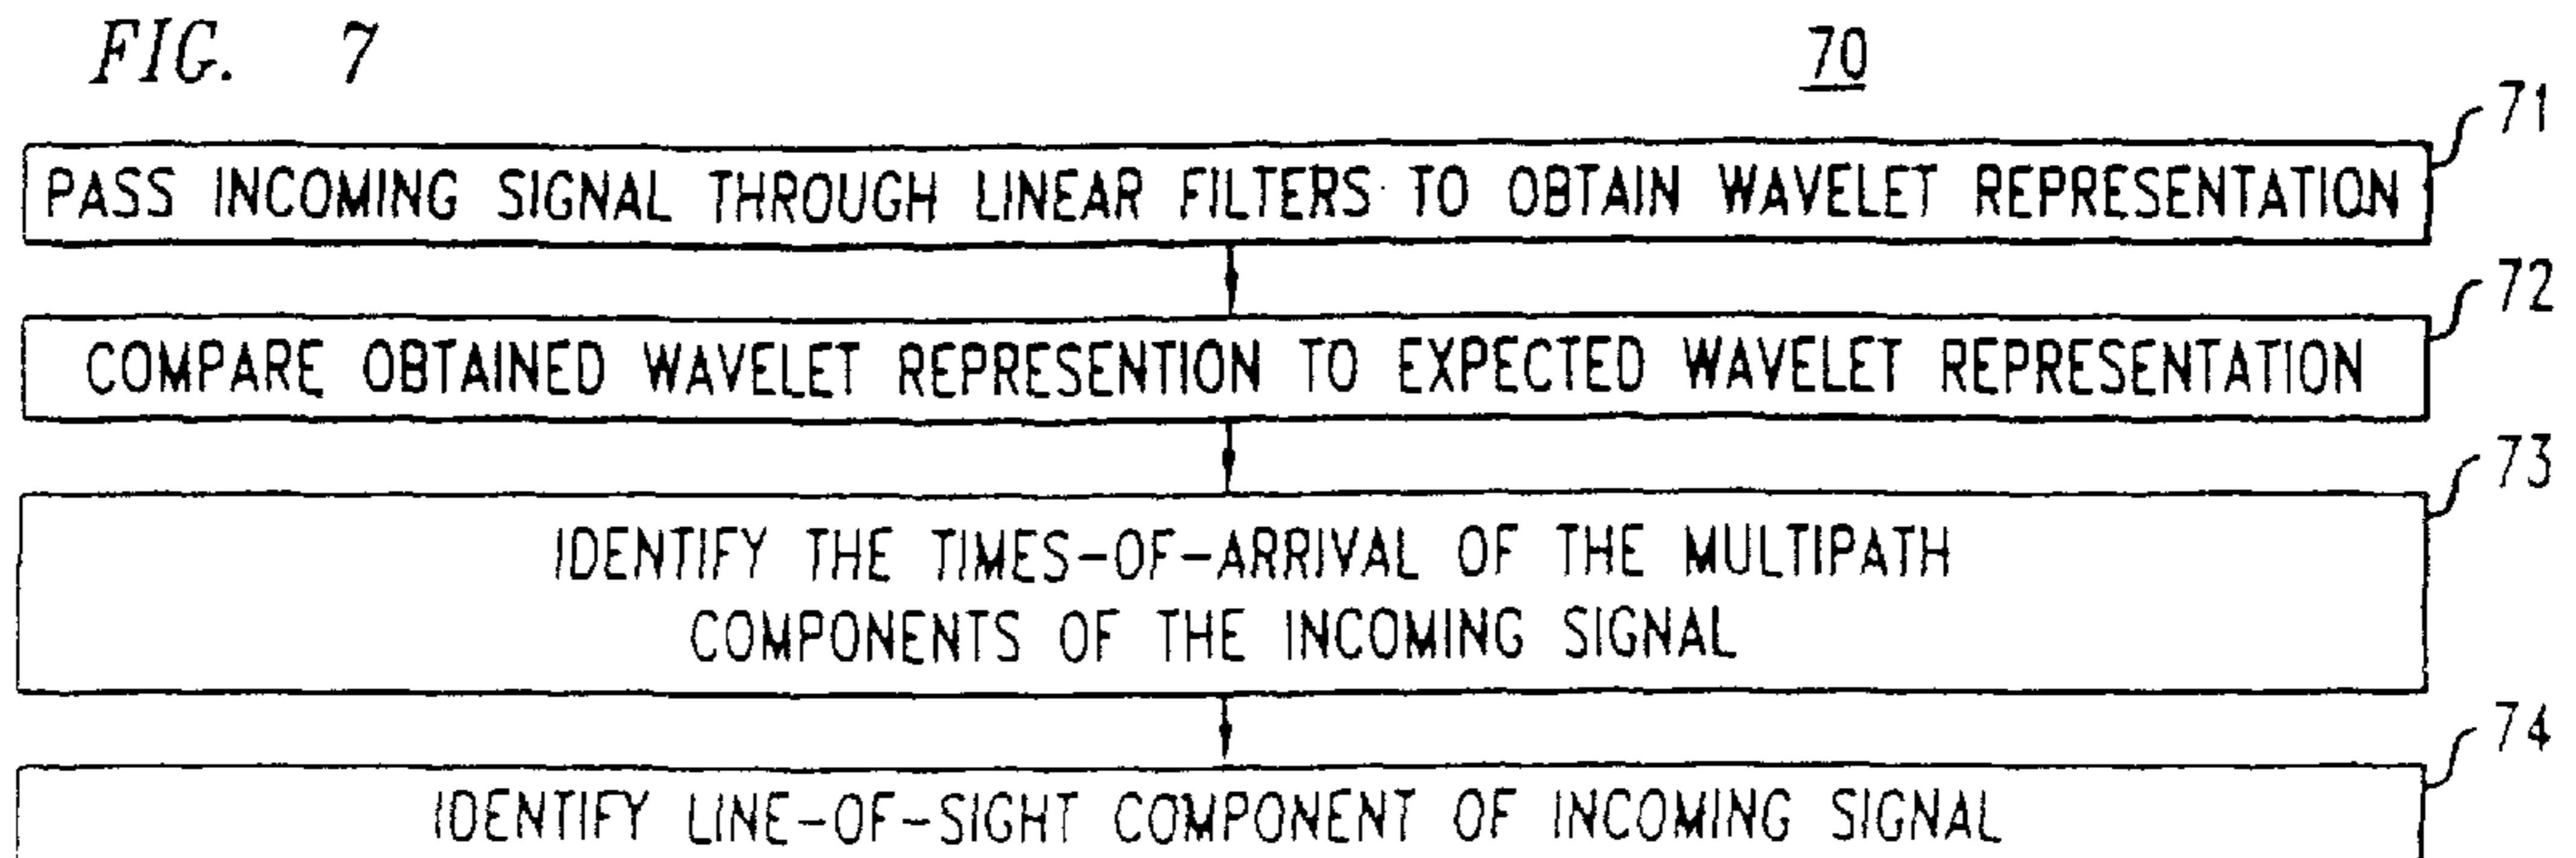 FIG. 7
70
71
PASS INCOMING SIGNAL THROUGH LINEAR FILTERS TO OBTAIN WAVELET REPRESENTATION
72
COMPARE OBTAINED WAVELET REPRESENTION TO EXPECTED WAVELET REPRESENTATION
73
IDENTIFY THE TIMES-OF-ARRIVAL OF THE MULTIPATH
COMPONENTS OF THE INCOMING SIGNAL
74
IDENTIFY LINE-OF-SIGHT COMPONENT OF INCOMING SIGNAL